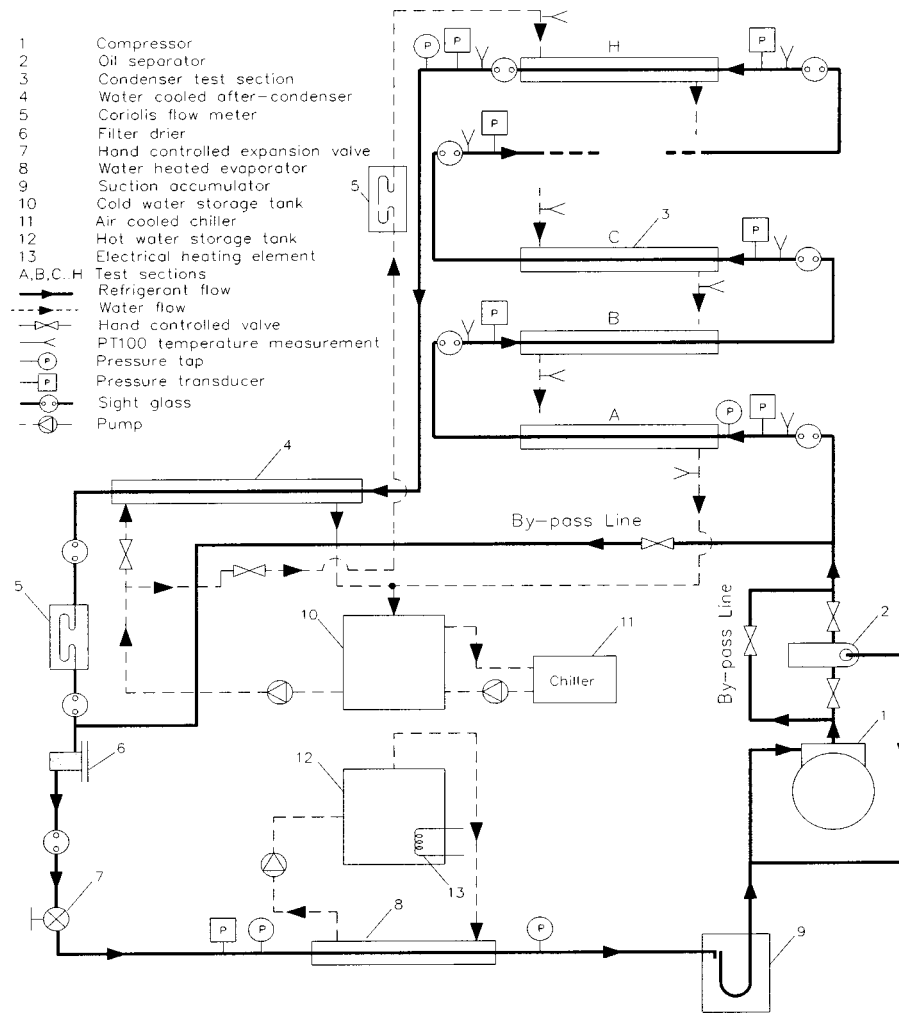 1 Compressor
2 Oil separator
3 Condenser test section
4 Water cooled after-condenser
5 Coriolis flow meter
6 Filter drier
7 Hand controlled expansion valve
8 Water heated evaporator
9 Suction accumulator
10 Cold water storage tank
11 Air cooled chiller
12 Hot water storage tank
13 Electrical heating element
A,B,C..H Test sections
Refrigerant flow
Water flow
Hand controlled valve
PT100 temperature measurement
P Pressure tap
P Pressure transducer
Sight glass
Pump
P P H P
P
5
3
C P
P B
A P P
4
By-pass Line
5
10
11
Chiller
By-pass Line
2
1
6
12
13
7
P P 8 P
9